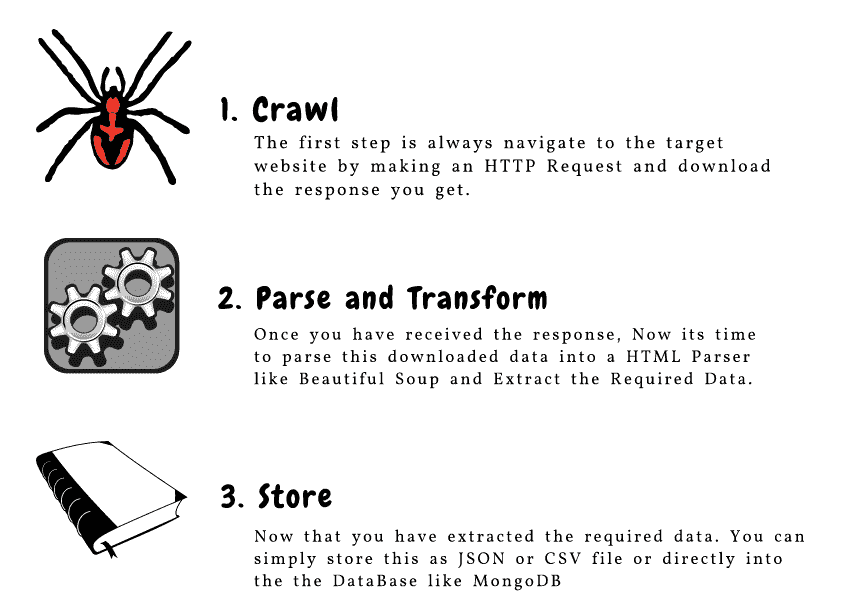 1. Crawl
The first step is always navigate to the target
website by making an HTTP Request and download
the response you get.
2. Parse and Transform
Once you have received the response, Now its time
to parse this downloaded data into a HTML Parser
like Beautiful Soup and Extract the Required Data.
3. Store
Now that you have extracted the required data. You can
simply store this as JSON or CSV file or directly into
the the DataBase like MongoDB